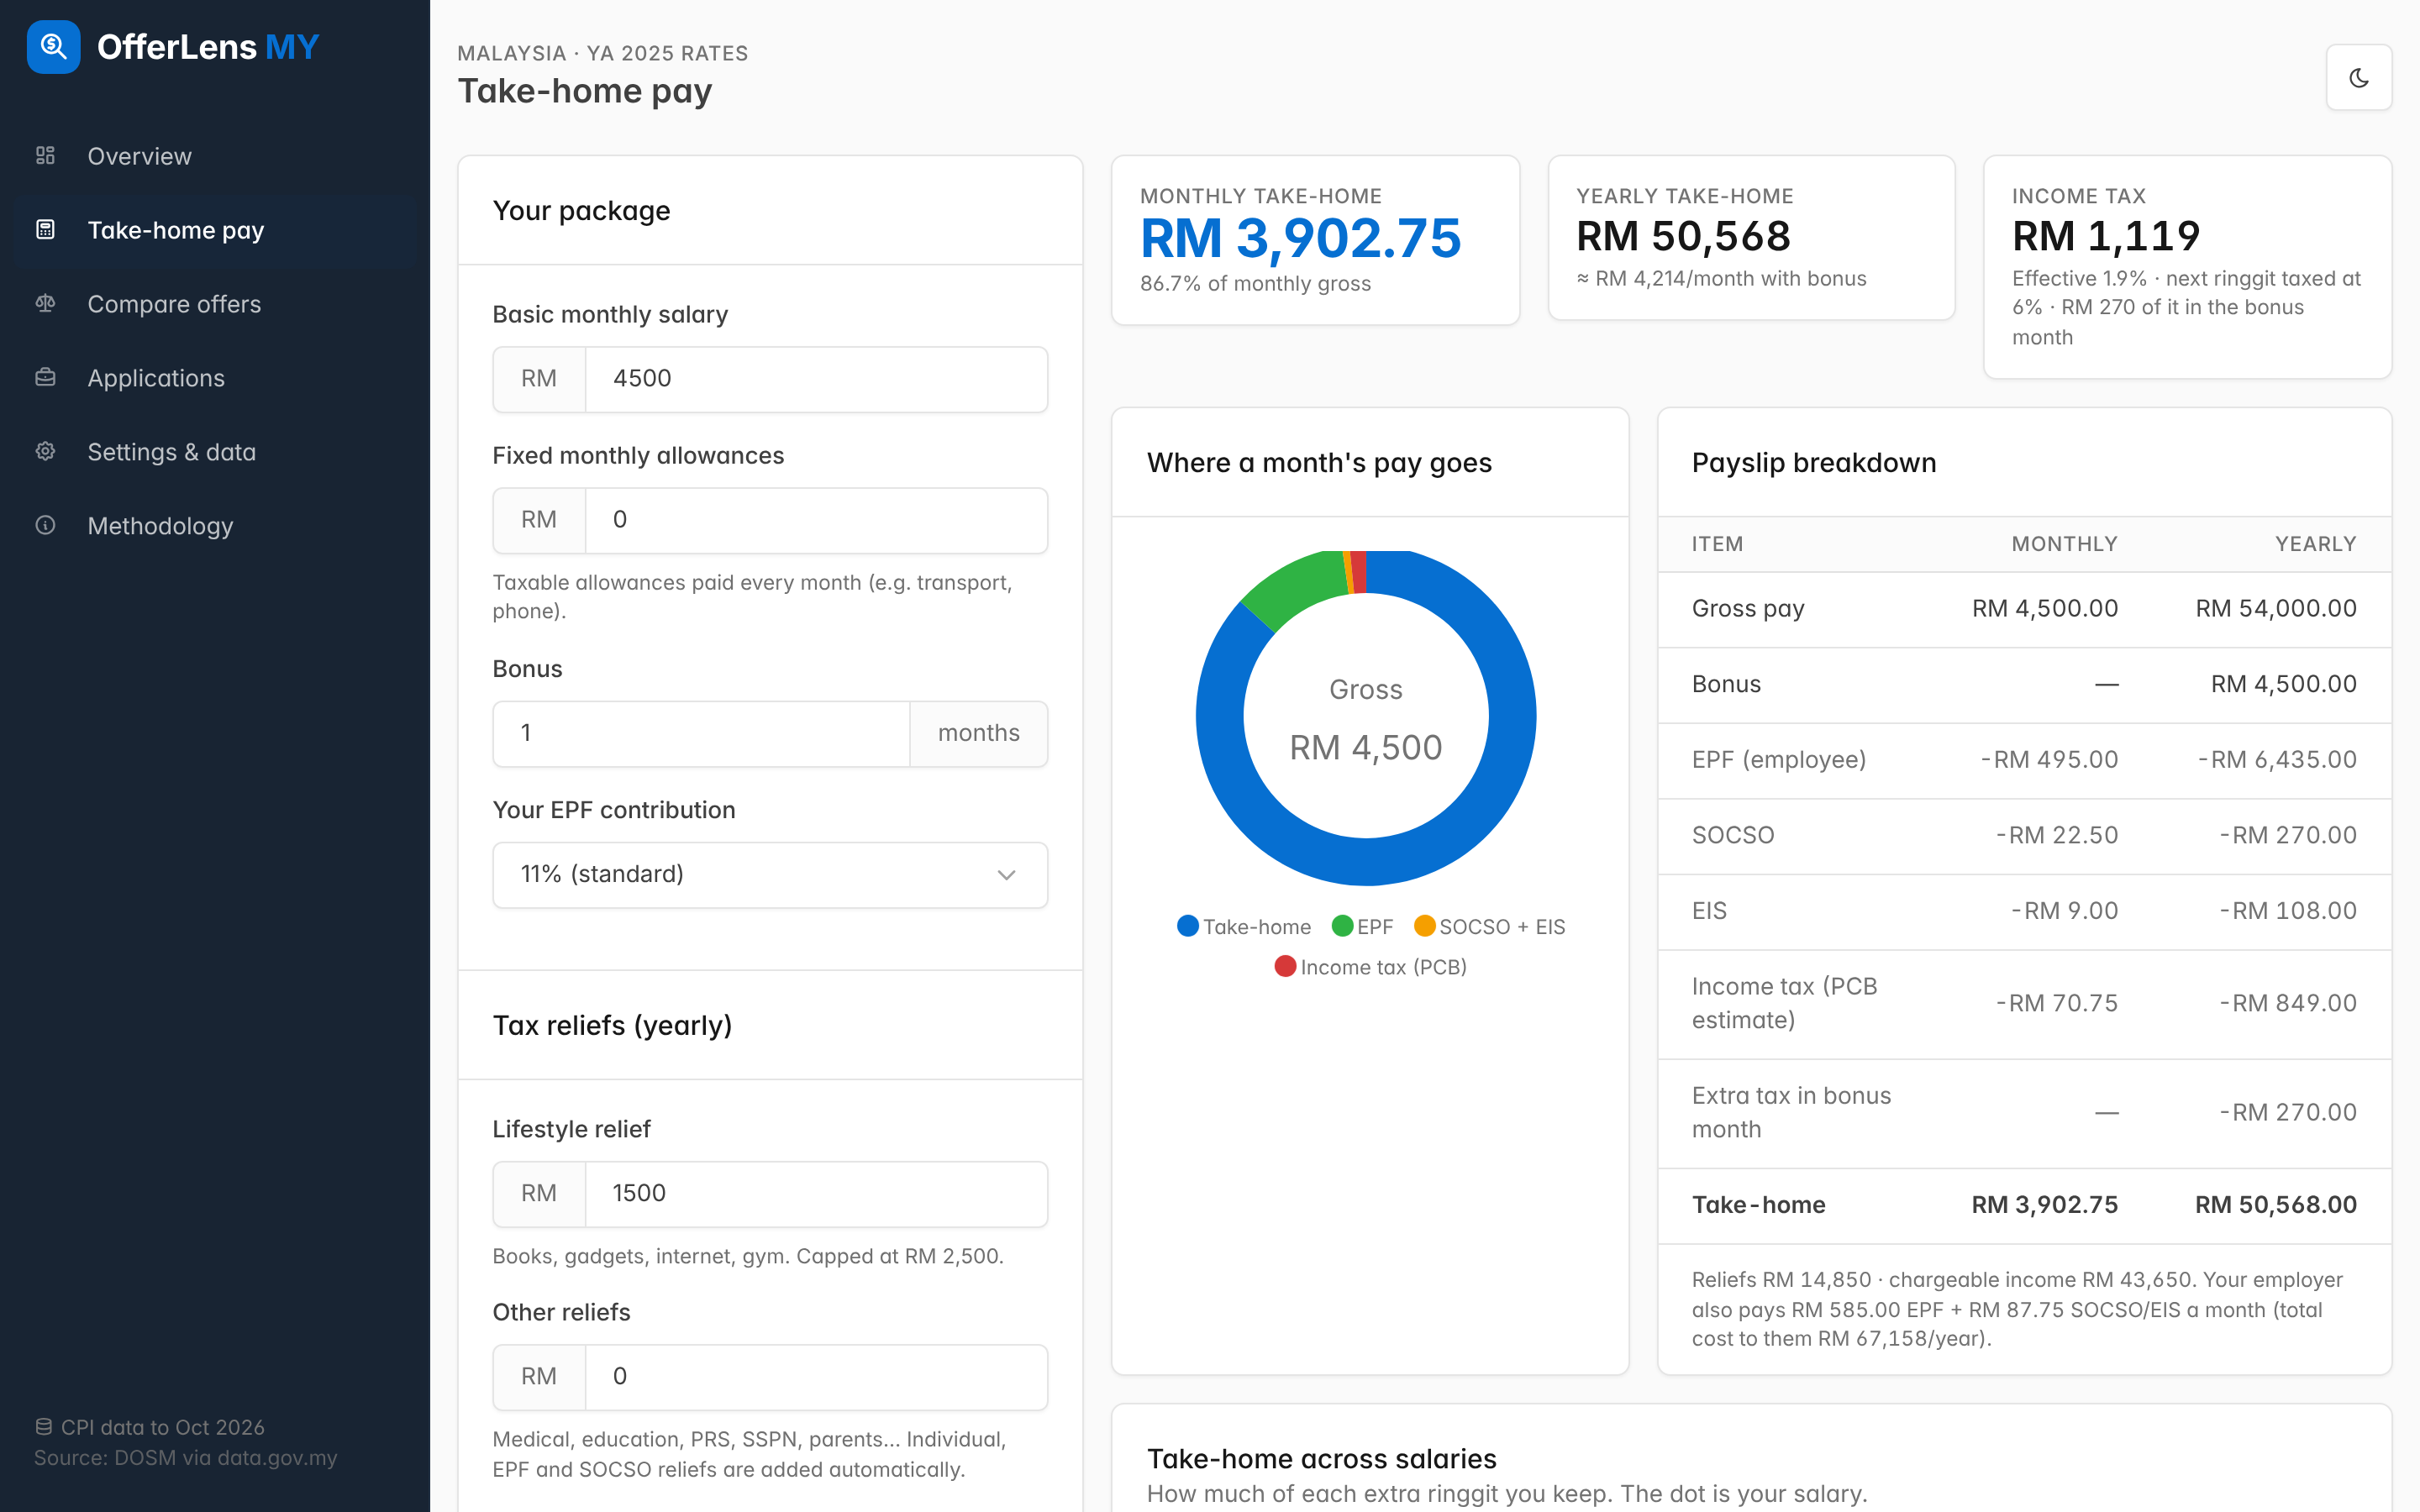 OfferLens MY
Overview
Take-home pay
Compare offers
Applications
Settings & data
Methodology
CPI data to Oct 2026
Source: DOSM via data.gov.my
MALAYSIA · YA 2025 RATES
Take-home pay
Your package
Basic monthly salary
RM 4500
Fixed monthly allowances
RM 0
Taxable allowances paid every month (e.g. transport,
phone).
Bonus
1 months
Your EPF contribution
11% (standard)
Tax reliefs (yearly)
Lifestyle relief
RM 1500
Books, gadgets, internet, gym. Capped at RM 2,500.
Other reliefs
RM 0
Medical, education, PRS, SSPN, parents... Individual,
EPF and SOCSO reliefs are added automatically.
MONTHLY TAKE-HOME
RM 3,902.75
86.7% of monthly gross
YEARLY TAKE-HOME
RM 50,568
≈ RM 4,214/month with bonus
INCOME TAX
RM 1,119
Effective 1.9% · next ringgit taxed at
6% · RM 270 of it in the bonus
month
Where a month's pay goes
Gross
RM 4,500
Take-home EPF SOCSO + EIS
Income tax (PCB)
Payslip breakdown
ITEM MONTHLY YEARLY
Gross pay RM 4,500.00 RM 54,000.00
Bonus — RM 4,500.00
EPF (employee) -RM 495.00 -RM 6,435.00
SOCSO -RM 22.50 -RM 270.00
EIS -RM 9.00 -RM 108.00
Income tax (PCB
estimate) -RM 70.75 -RM 849.00
Extra tax in bonus
month — -RM 270.00
Take-home RM 3,902.75 RM 50,568.00
Reliefs RM 14,850 · chargeable income RM 43,650. Your employer
also pays RM 585.00 EPF + RM 87.75 SOCSO/EIS a month (total
cost to them RM 67,158/year).
Take-home across salaries
How much of each extra ringgit you keep. The dot is your salary.